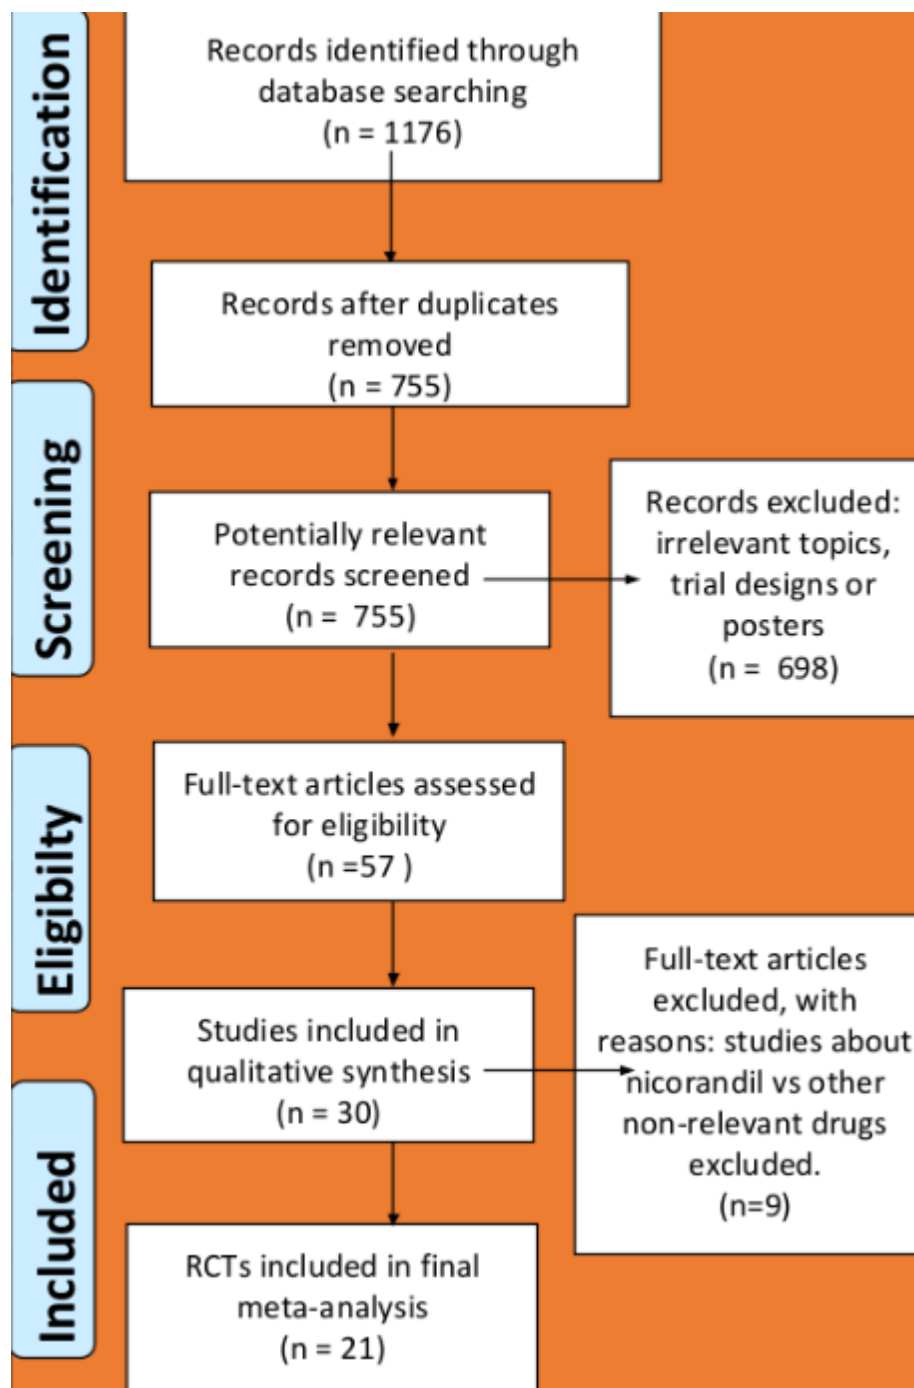 Identification
Records identified through
database searching
(n = 1176)
Records after duplicates
removed
(n = 755)
Screening
Potentially relevant
records screened
(n = 755)
Records excluded:
irrelevant topics,
trial designs or
posters
(n = 698)
Eligibilty
Full-text articles assessed
for eligibility
(n =57 )
Studies included in
qualitative synthesis
(n = 30)
Full-text articles
excluded, with
reasons: studies about
nicorandil vs other
non-relevant drugs
excluded.
(n=9)
Included
RCTs included in final
meta-analysis
(n = 21)